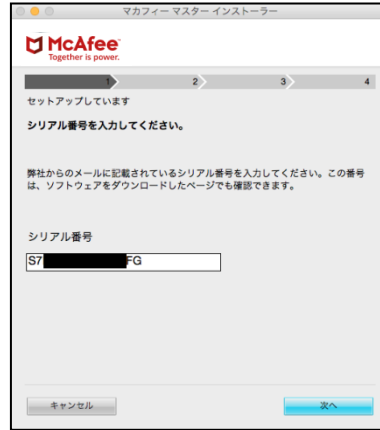 マカフィー マスター インストーラー
McAfee
Together is power.
1 2 3 4
セットアップしています
シリアル番号を入力してください。
弊社からのメールに記載されているシリアル番号を入力してください。この番号
は、ソフトウェアをダウンロードしたページでも確認できます。
シリアル番号
S7 FG
キャンセル 次へ